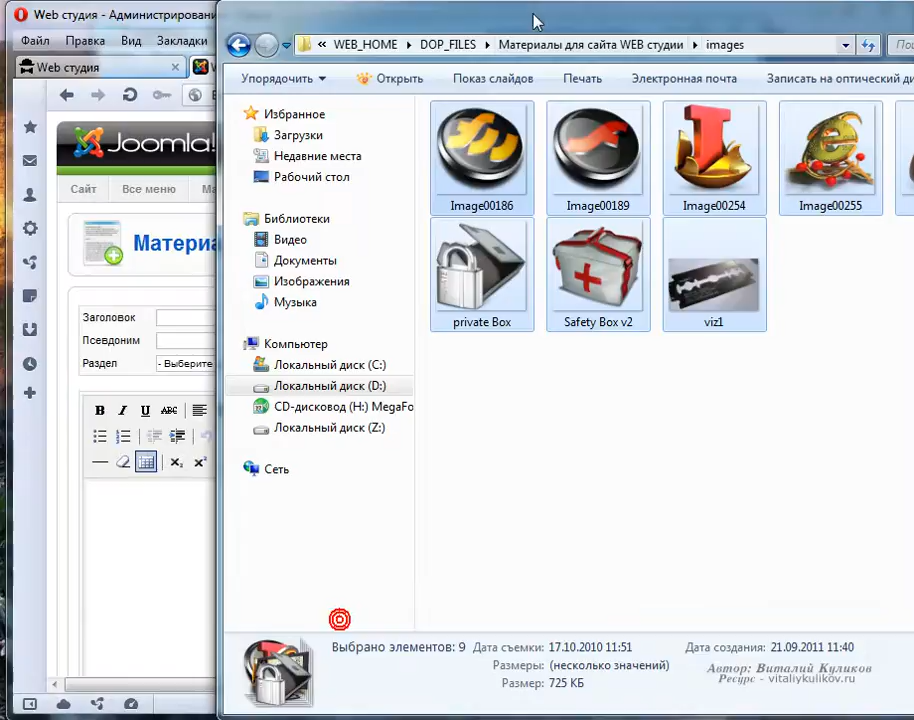 Web студия - Администрирование
Файл Правка Вид Закладки
Web студия
Joomla!
Сайт Все меню
Заголовок
Псевдоним
Раздел - Выберите
B I U ABC
WEB_HOME DOP_FILES Материалы для сайта WEB студии images
Упорядочить Открыть Показ слайдов Печать Электронная почта Записать на оптический
Избранное
Загрузки
Недавние места
Рабочий стол
Библиотеки
Видео
Документы
Изображения
Музыка
Компьютер
Локальный диск (C:)
Локальный диск (D:)
CD-дисковод (H:) MegaFo
Локальный диск (Z:)
Сеть
Image00186 Image00189 Image00254 Image00255
private Box Safety Box v2 viz1
Выбрано элементов: 9 Дата съемки: 17.10.2010 11:51 Дата создания: 21.09.2011 11:40
Размеры: (несколько значений)
Размер: 725 КБ
Автор: Виталий Куликов
Ресурс - vitaliykulikov.ru